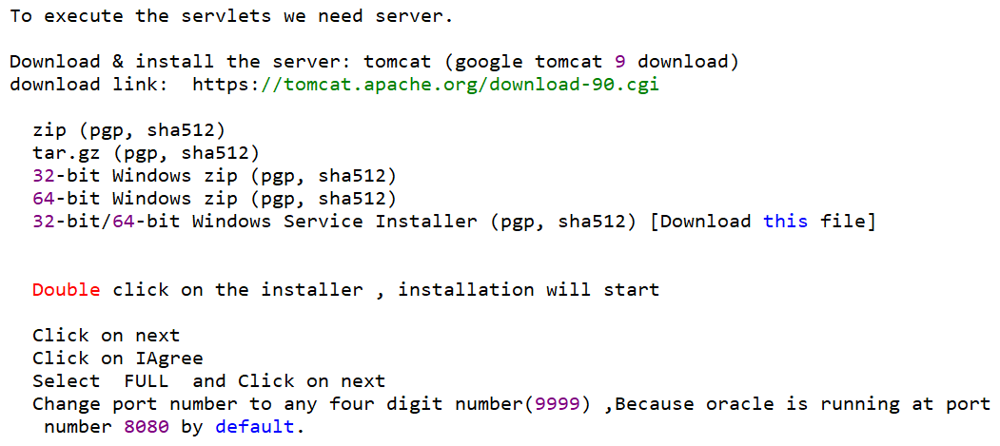 To execute the servlets we need server.
Download & install the server: tomcat (google tomcat 9 download)
download link:  https://tomcat.apache.org/download-90.cgi
zip (pgp, sha512)
tar.gz (pgp, sha512)
32-bit Windows zip (pgp, sha512)
64-bit Windows zip (pgp, sha512)
32-bit/64-bit Windows Service Installer (pgp, sha512) [Download this file]
Double click on the installer , installation will start
Click on next
Click on IAgree
Select  FULL  and Click on next
Change port number to any four digit number(9999) ,Because oracle is running at port
number 8080 by default.